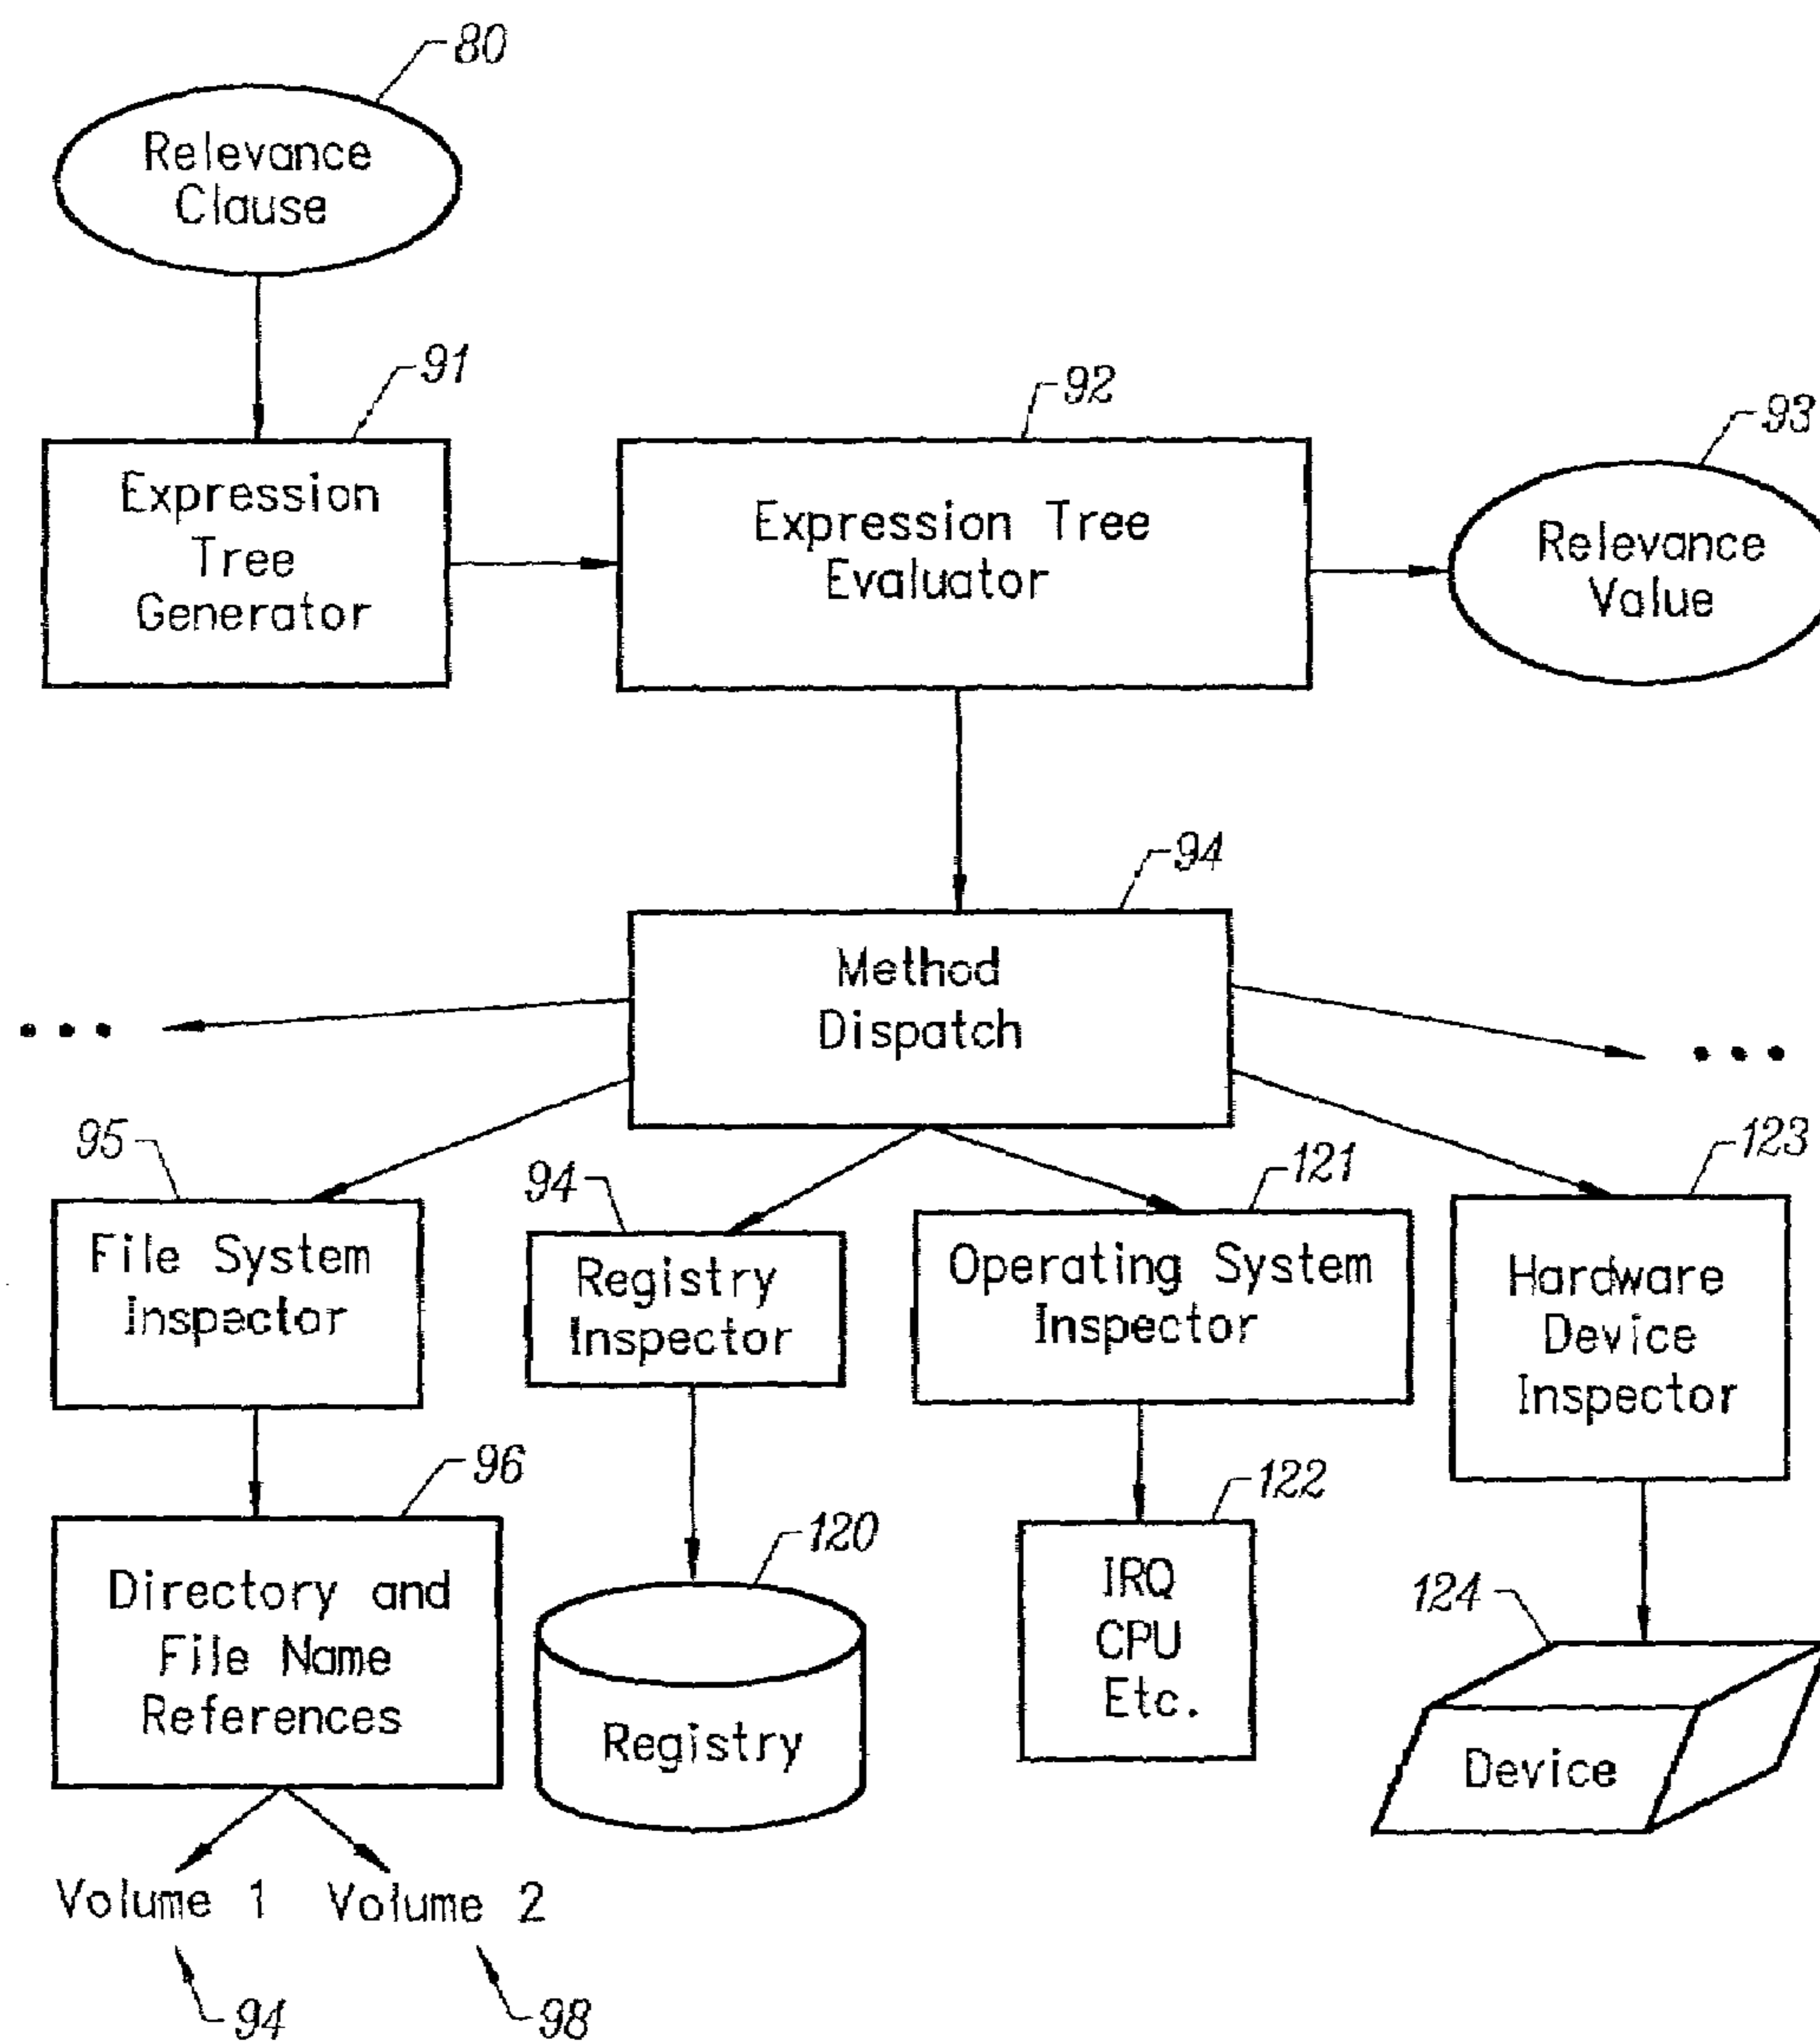 80
Relevance
Clause
91
Expression
Tree
Generator
92
Expression Tree
Evaluator
93
Relevance
Value
94
Method
Dispatch
• • •
• • •
95
File System
Inspector
94
Registry
Inspector
121
Operating System
Inspector
123
Hardware
Device
Inspector
96
Directory and
File Name
References
120
Registry
122
IRQ
CPU
Etc.
124
Device
Volume 1
Volume 2
94
98